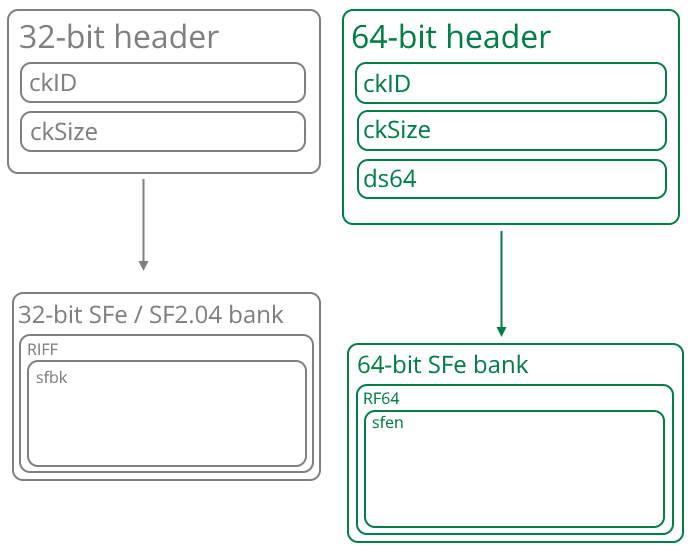 32-bit header
ckID
ckSize
32-bit SFe / SF2.04 bank
RIFF
sfbk
64-bit header
ckID
ckSize
ds64
64-bit SFe bank
RF64
sfen